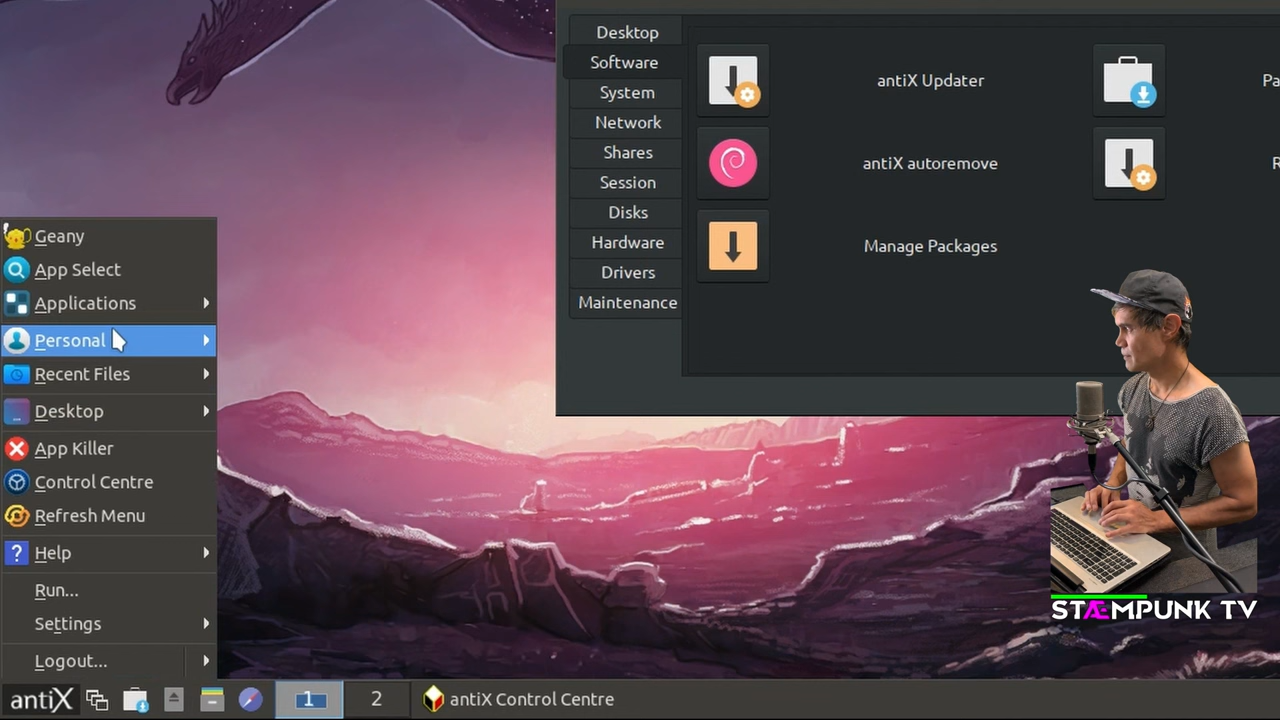 Desktop
Software
System
Network
Shares
Session
Disks
Hardware
Drivers
Maintenance
antiX Updater
antiX autoremove
Manage Packages
Geany
App Select
Applications
Personal
Recent Files
Desktop
App Killer
Control Centre
Refresh Menu
? Help
Run...
Settings
Logout...
STÆMPUNK TV
antiX
1
2
antiX Control Centre